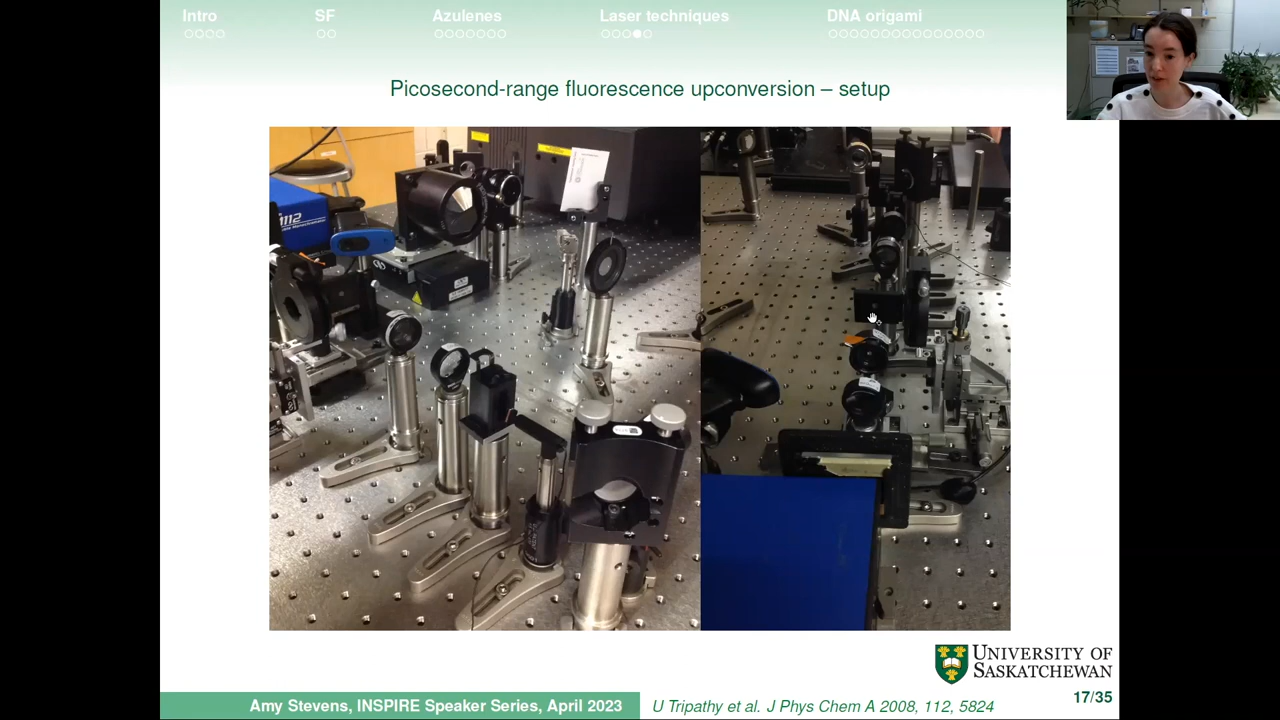 Intro SF Azulenes Laser techniques DNA origami
Picosecond-range fluorescence upconversion – setup
112
UNIVERSITY OF
SASKATCHEWAN
17/35
Amy Stevens, INSPIRE Speaker Series, April 2023
U Tripathy et al. J Phys Chem A 2008, 112, 5824